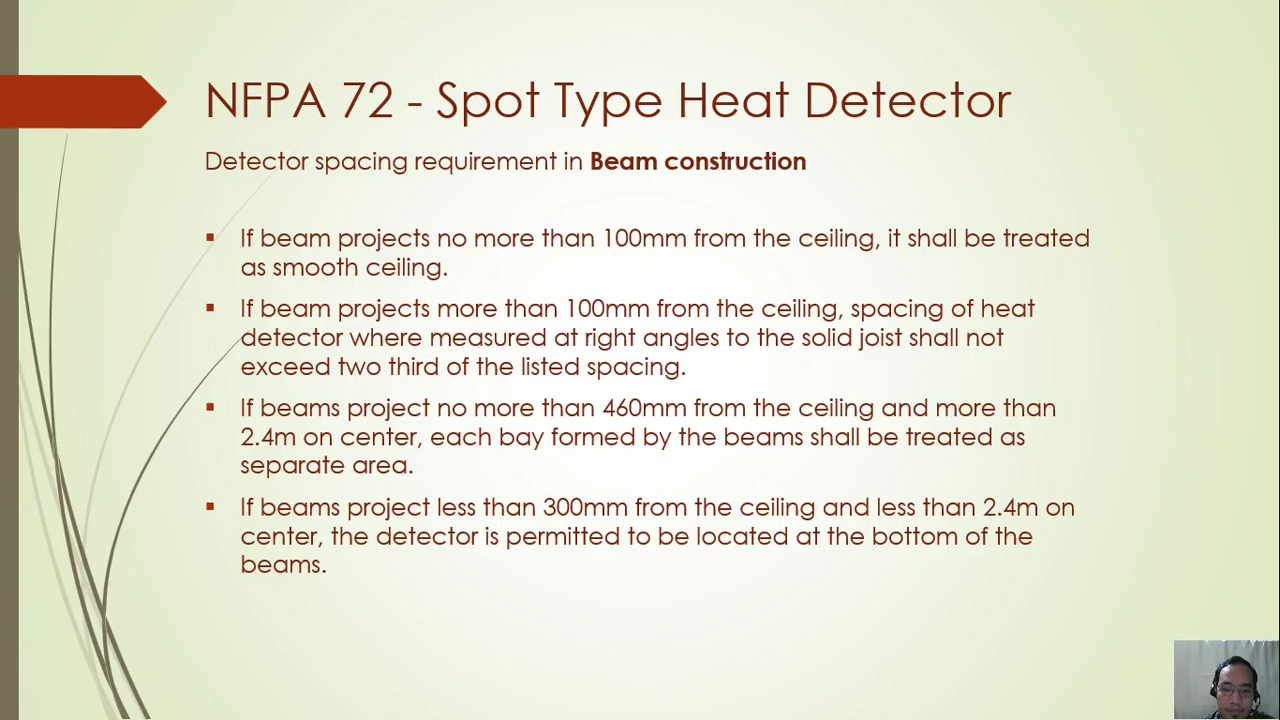 NFPA 72 - Spot Type Heat Detector
Detector spacing requirement in Beam construction
▪ If beam projects no more than 100mm from the ceiling, it shall be treated
as smooth ceiling.
▪ If beam projects more than 100mm from the ceiling, spacing of heat
detector where measured at right angles to the solid joist shall not
exceed two third of the listed spacing.
▪ If beams project no more than 460mm from the ceiling and more than
2.4m on center, each bay formed by the beams shall be treated as
separate area.
▪ If beams project less than 300mm from the ceiling and less than 2.4m on
center, the detector is permitted to be located at the bottom of the
beams.